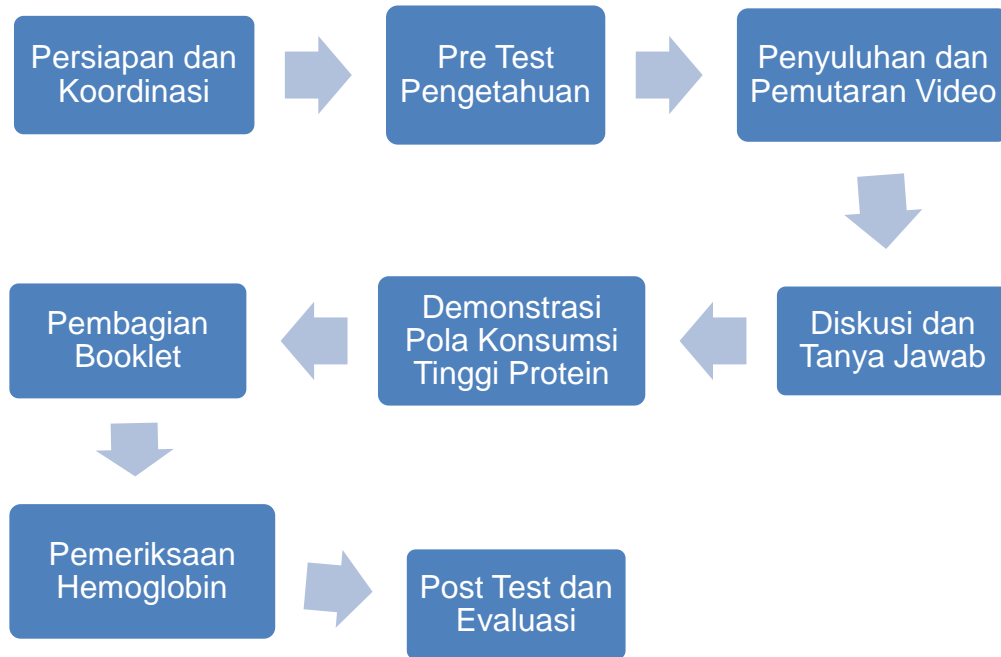 Persiapan dan
Koordinasi
Pre Test
Pengetahuan
Penyuluhan dan
Pemutaran Video
Diskusi dan
Tanya Jawab
Demonstrasi
Pola Konsumsi
Tinggi Protein
Pembagian
Booklet
Pemeriksaan
Hemoglobin
Post Test dan
Evaluasi